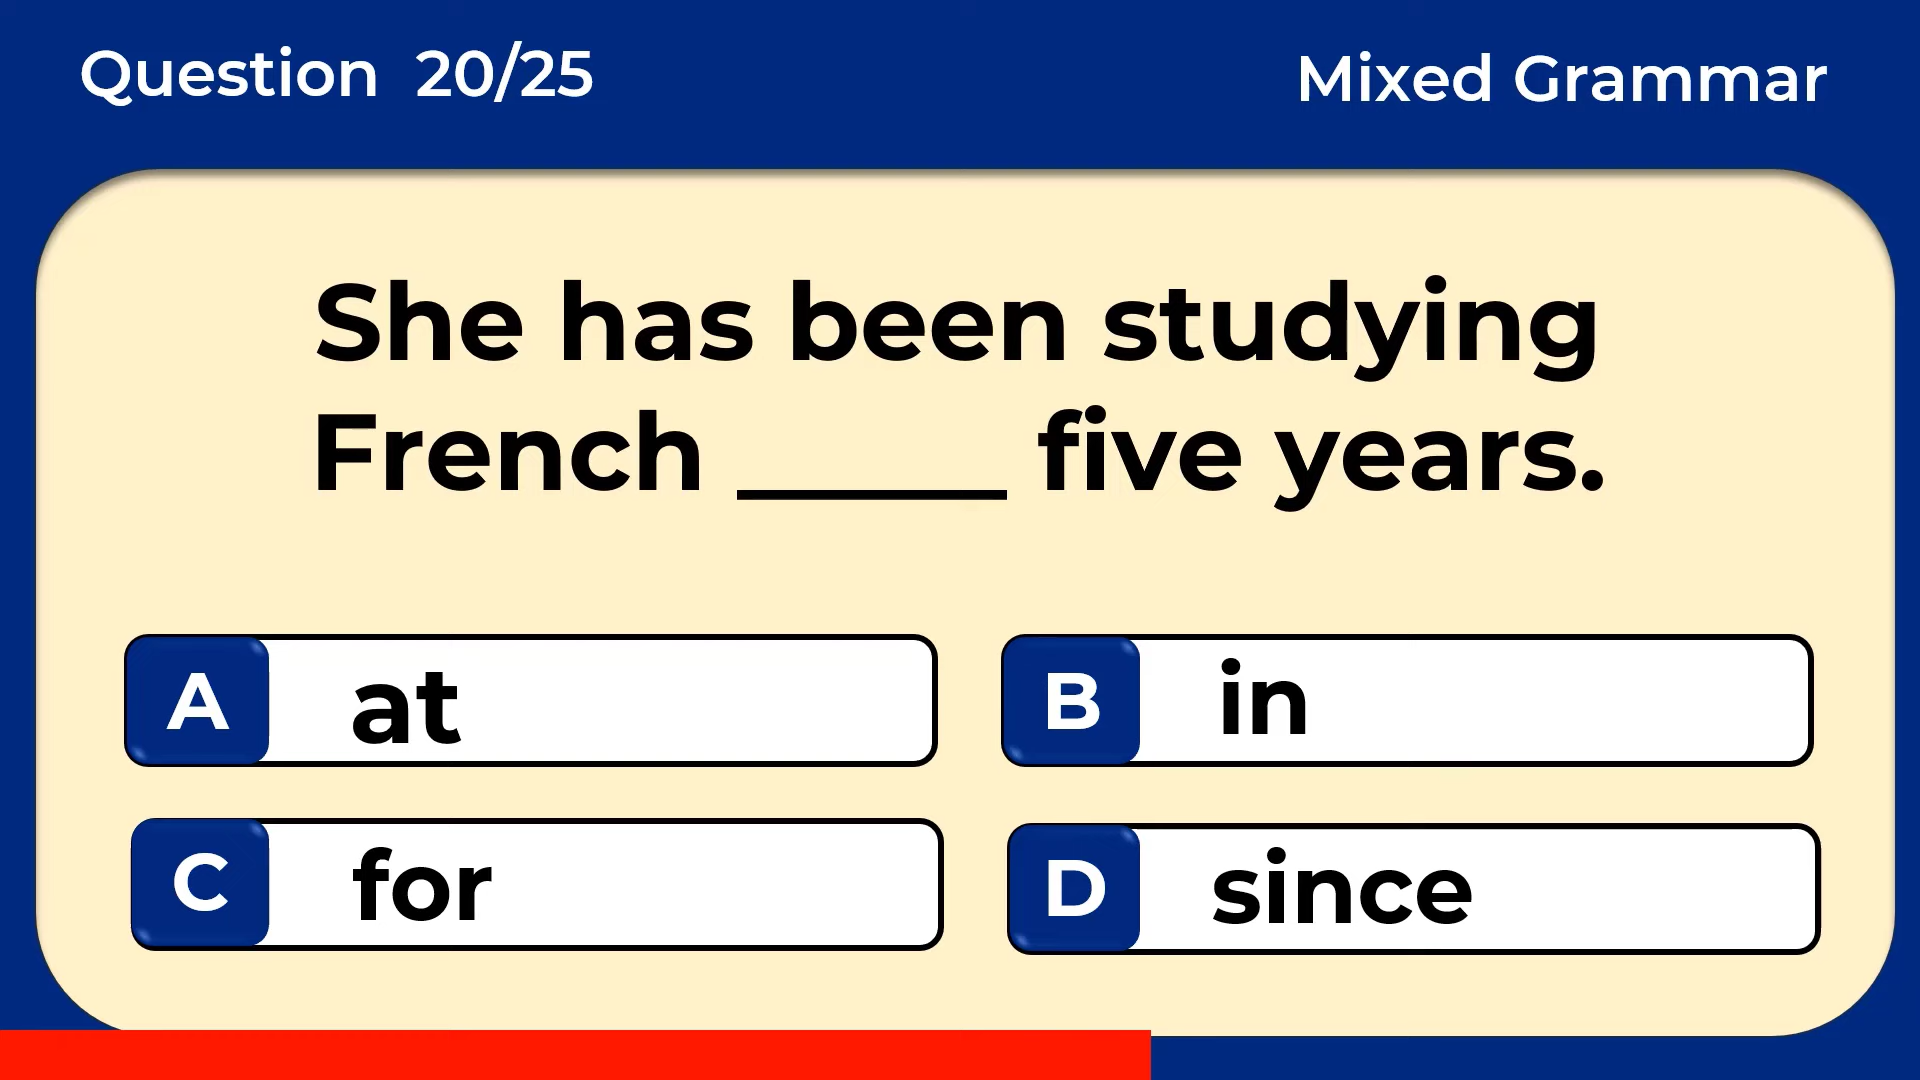 Question 20/25
Mixed Grammar
She has been studying
French _____ five years.
A at
B in
C for
D since